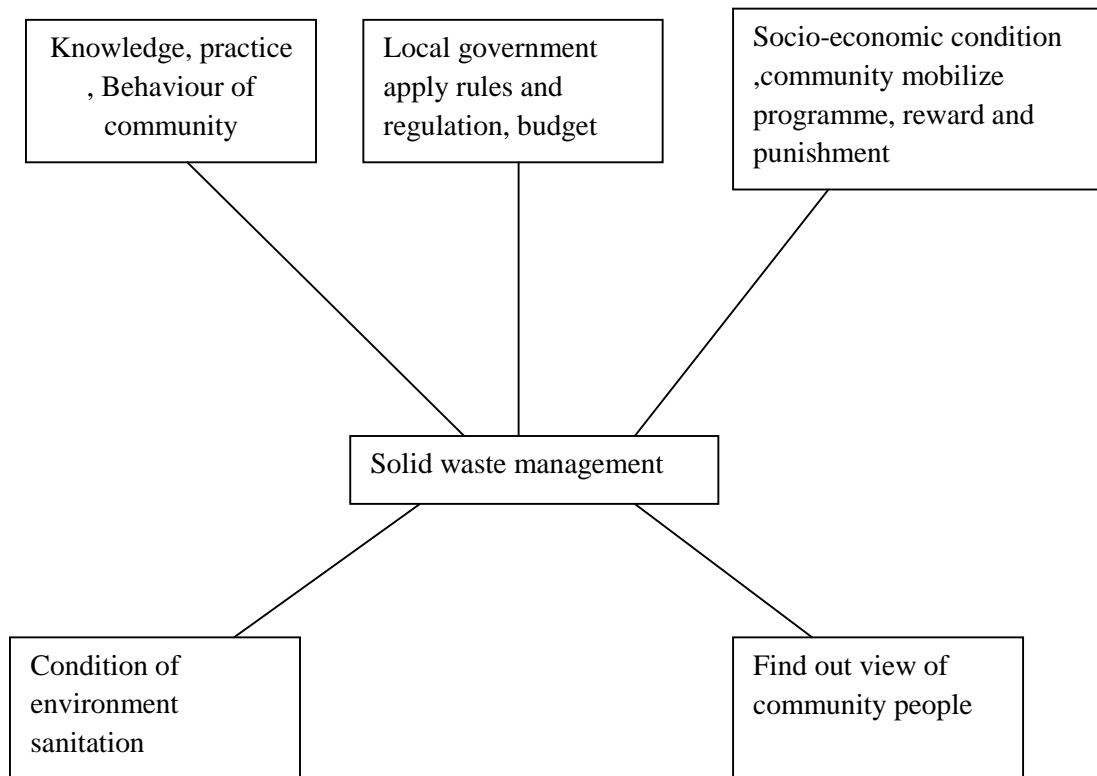 Knowledge, practice
, Behaviour of
community
Local government
apply rules and
regulation, budget
Socio-economic condition
,community mobilize
programme, reward and
punishment
Solid waste management
Condition of
environment
sanitation
Find out view of
community people